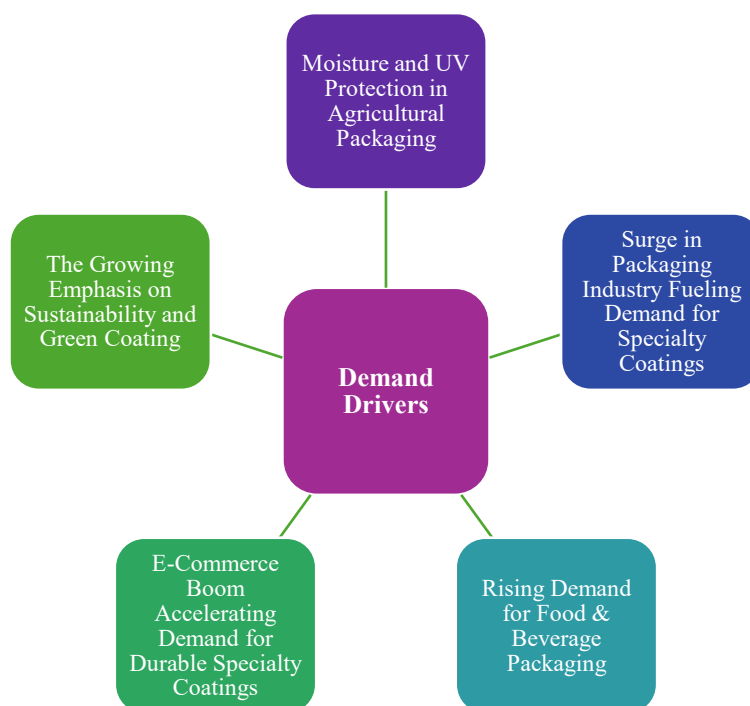 Moisture and UV
Protection in
Agricultural
Packaging
The Growing
Emphasis on
Sustainability and
Green Coating
Surge in
Packaging
Industry Fueling
Demand for
Specialty
Coatings
Demand
Drivers
E-Commerce
Boom
Accelerating
Demand for
Durable Specialty
Coatings
Rising Demand
for Food &
Beverage
Packaging